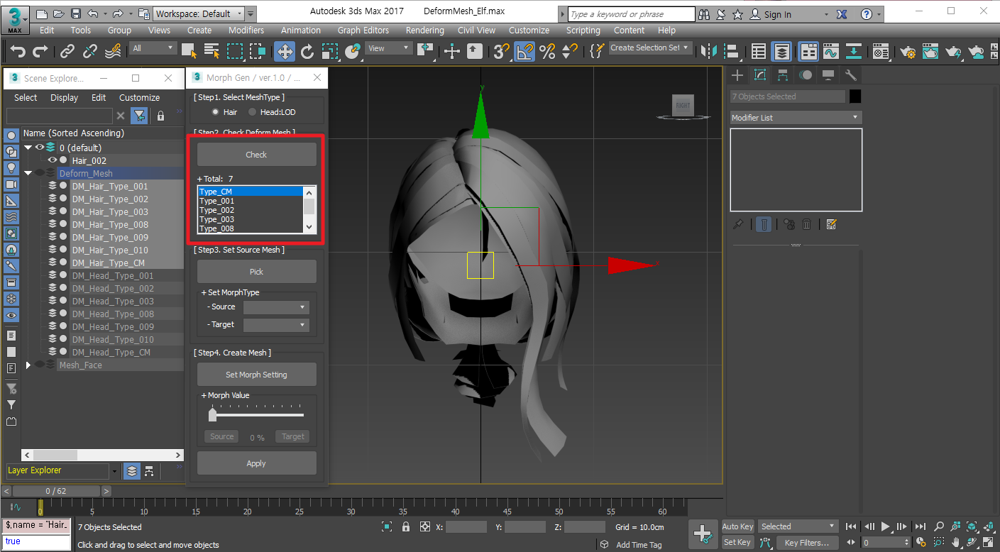 3
MAX
Workspace: Default
Autodesk 3ds Max 2017 DeformMesh_Elf.max
Type a keyword or phrase
Sign In
Edit Tools Group Views Create Modifiers Animation Graph Editors Rendering Civil View Customize Scripting Content Help
All
View
Create Selection Set
3 Scene Explore...
Select Display Edit Customize
Name (Sorted Ascending)
0 (default)
Hair_002
Deform_Mesh
DM_Hair_Type_001
DM_Hair_Type_002
DM_Hair_Type_003
DM_Hair_Type_008
DM_Hair_Type_009
DM_Hair_Type_010
DM_Hair_Type_CM
DM_Head_Type_001
DM_Head_Type_002
DM_Head_Type_003
DM_Head_Type_008
DM_Head_Type_009
DM_Head_Type_010
DM_Head_Type_CM
Mesh_Face
Layer Explorer
3 Morph Gen / ver.1.0 / ...
[ Step1. Select MeshType ]
Hair Head:LOD
[ Step2. Check Deform Mesh ]
Check
+ Total: 7
Type_CM
Type_001
Type_002
Type_003
Type_008
[ Step3. Set Source Mesh ]
Pick
+ Set MorphType
- Source
- Target
[ Step4. Create Mesh ]
Set Morph Setting
+ Morph Value
Source 0 % Target
Apply
y
x
RIGHT
7 Objects Selected
Modifier List
< 0 / 62 >
0 5 10 15 20 25 30 35 40 45 50 55 60
$.name = "Hair_
true
7 Objects Selected
Click and drag to select and move objects
X: Y: Z: Grid = 10.0cm
Add Time Tag
Auto Key Selected
Set Key Key Filters...
0